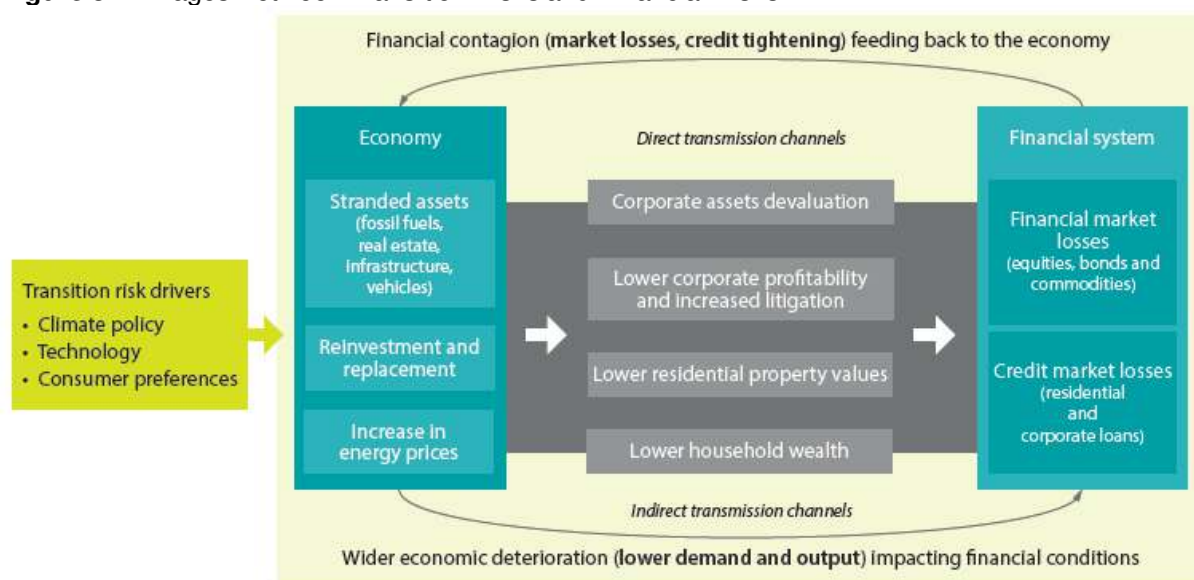 Financial contagion (market losses, credit tightening) feeding back to the economy
Economy
Direct transmission channels
Financial system
Stranded assets
(fossil fuels,
real estate,
infrastructure,
vehicles)
Corporate assets devaluation
Financial market
losses
(equities, bonds and
commodities)
Transition risk drivers
• Climate policy
• Technology
• Consumer preferences
Lower corporate profitability
and increased litigation
Reinvestment and
replacement
Lower residential property values
Credit market losses
(residential
and
corporate loans)
Increase in
energy prices
Lower household wealth
Indirect transmission channels
Wider economic deterioration (lower demand and output) impacting financial conditions